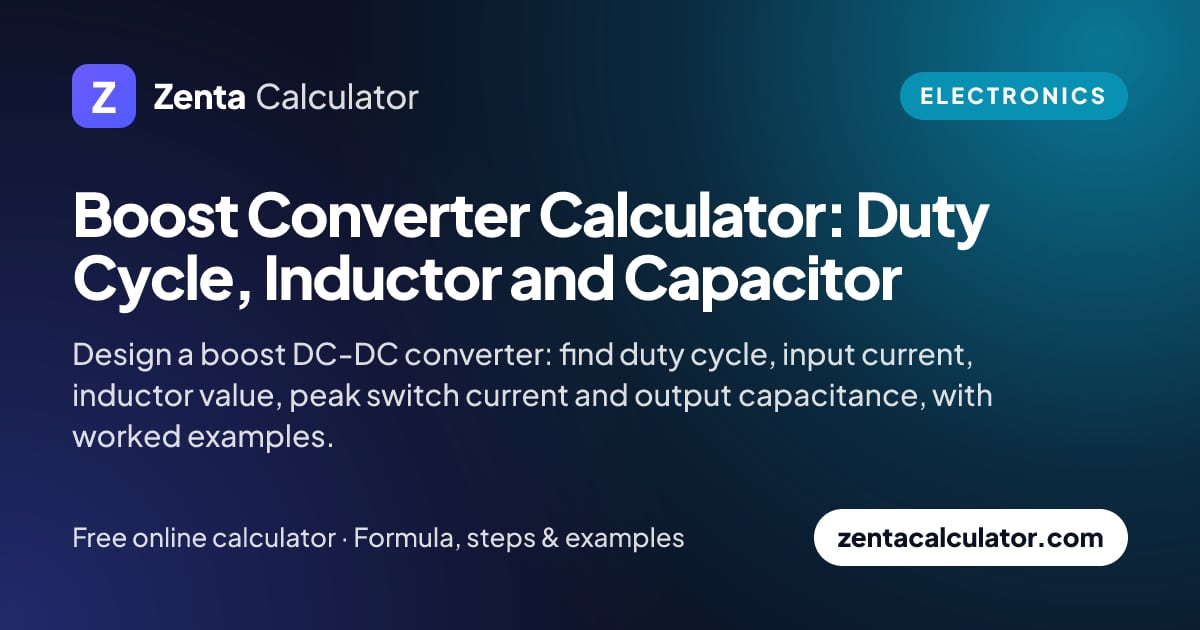 Z
Zenta Calculator
ELECTRONICS
Boost Converter Calculator: Duty
Cycle, Inductor and Capacitor
Design a boost DC-DC converter: find duty cycle, input current,
inductor value, peak switch current and output capacitance, with
worked examples.
Free online calculator · Formula, steps & examples
zentacalculator.com